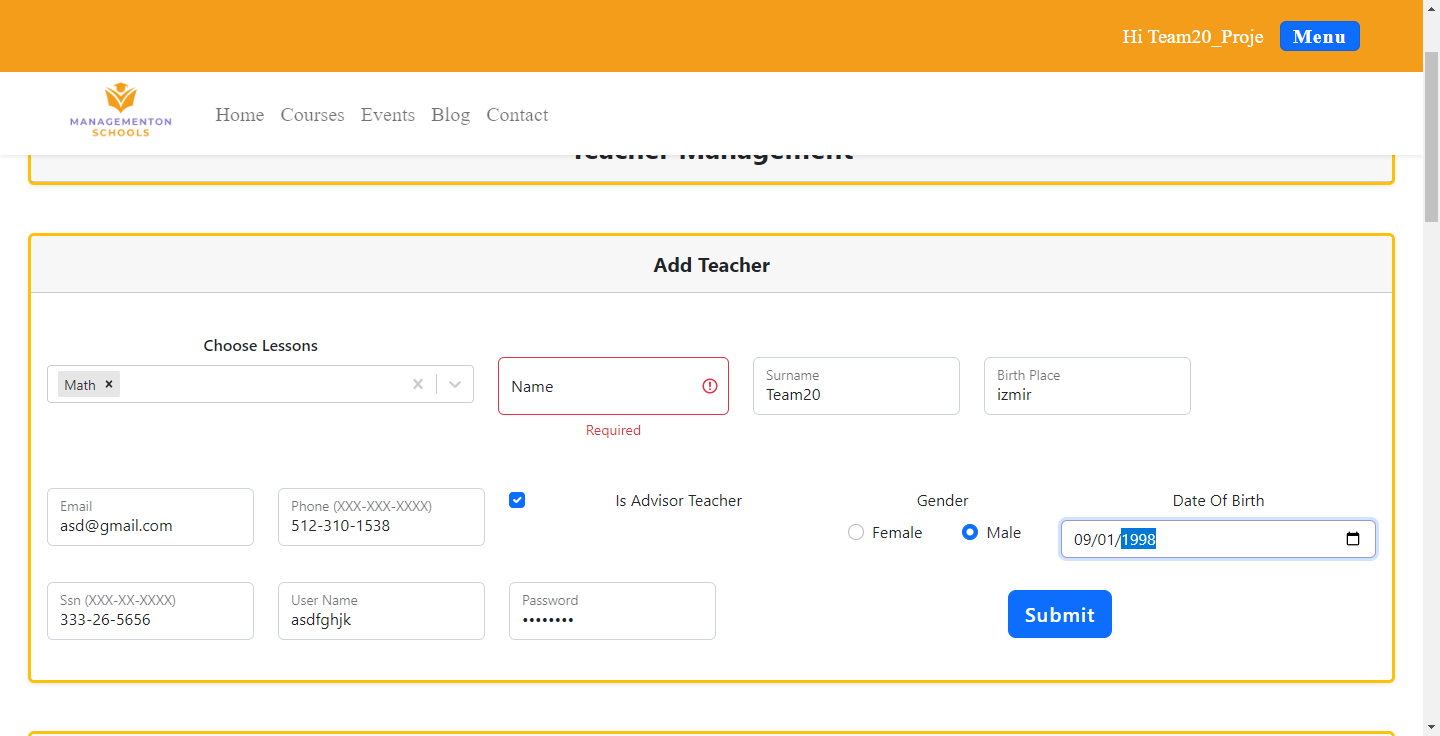 Hi Team20_Proje Menu
MANAGEMENTON
SCHOOLS
Home Courses Events Blog Contact
Teacher Management
Add Teacher
Choose Lessons
Math
Name
Required
Surname
Team20
Birth Place
izmir
Email
asd@gmail.com
Phone (XXX-XXX-XXXX)
512-310-1538
Is Advisor Teacher
Gender
Female Male
Date Of Birth
09/01/1998
Ssn (XXX-XX-XXXX)
333-26-5656
User Name
asdfghjk
Password
••••••••
Submit